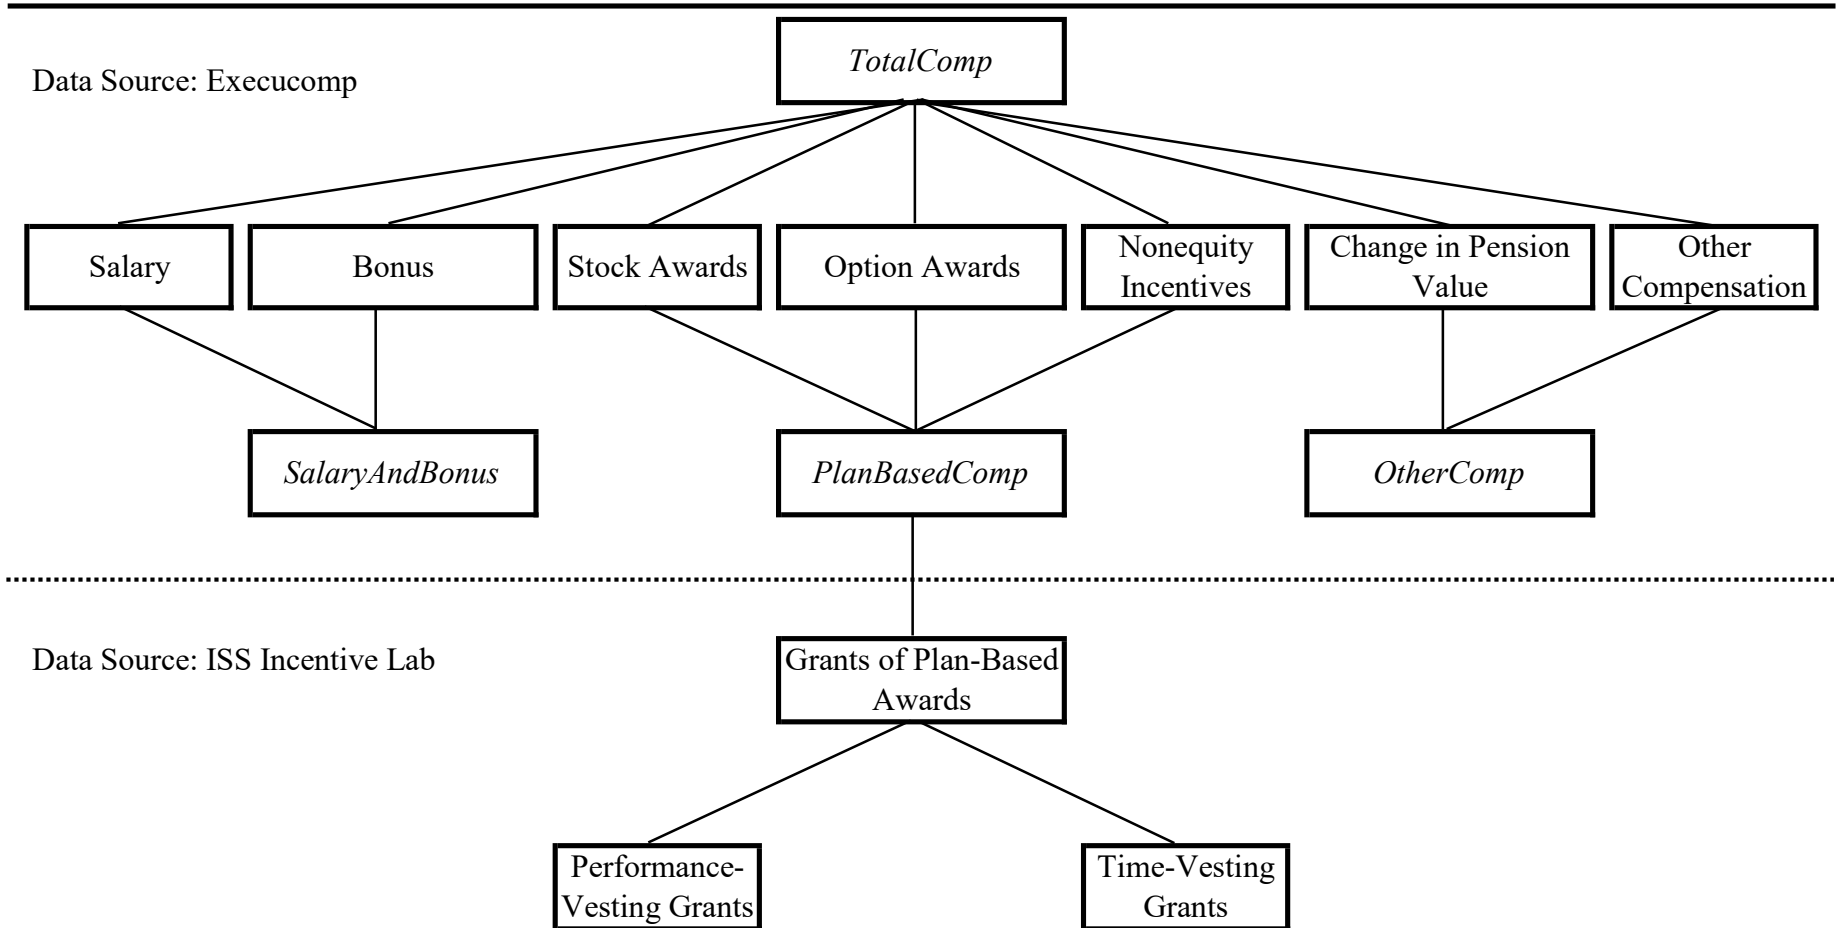 TotalComp
Data Source: Execucomp
Salary
Bonus
Stock Awards
Option Awards
Nonequity
Incentives
Change in Pension
Value
Other
Compensation
SalaryAndBonus
PlanBasedComp
OtherComp
Data Source: ISS Incentive Lab
Grants of Plan-Based
Awards
Performance-
Vesting Grants
Time-Vesting
Grants